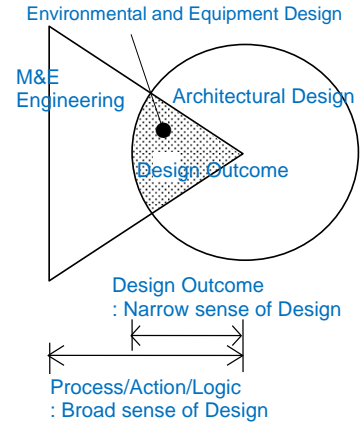 Environmental and Equipment Design
M&E
Engineering
Architectural Design
Design Outcome
Design Outcome
: Narrow sense of Design
Process/Action/Logic
: Broad sense of Design